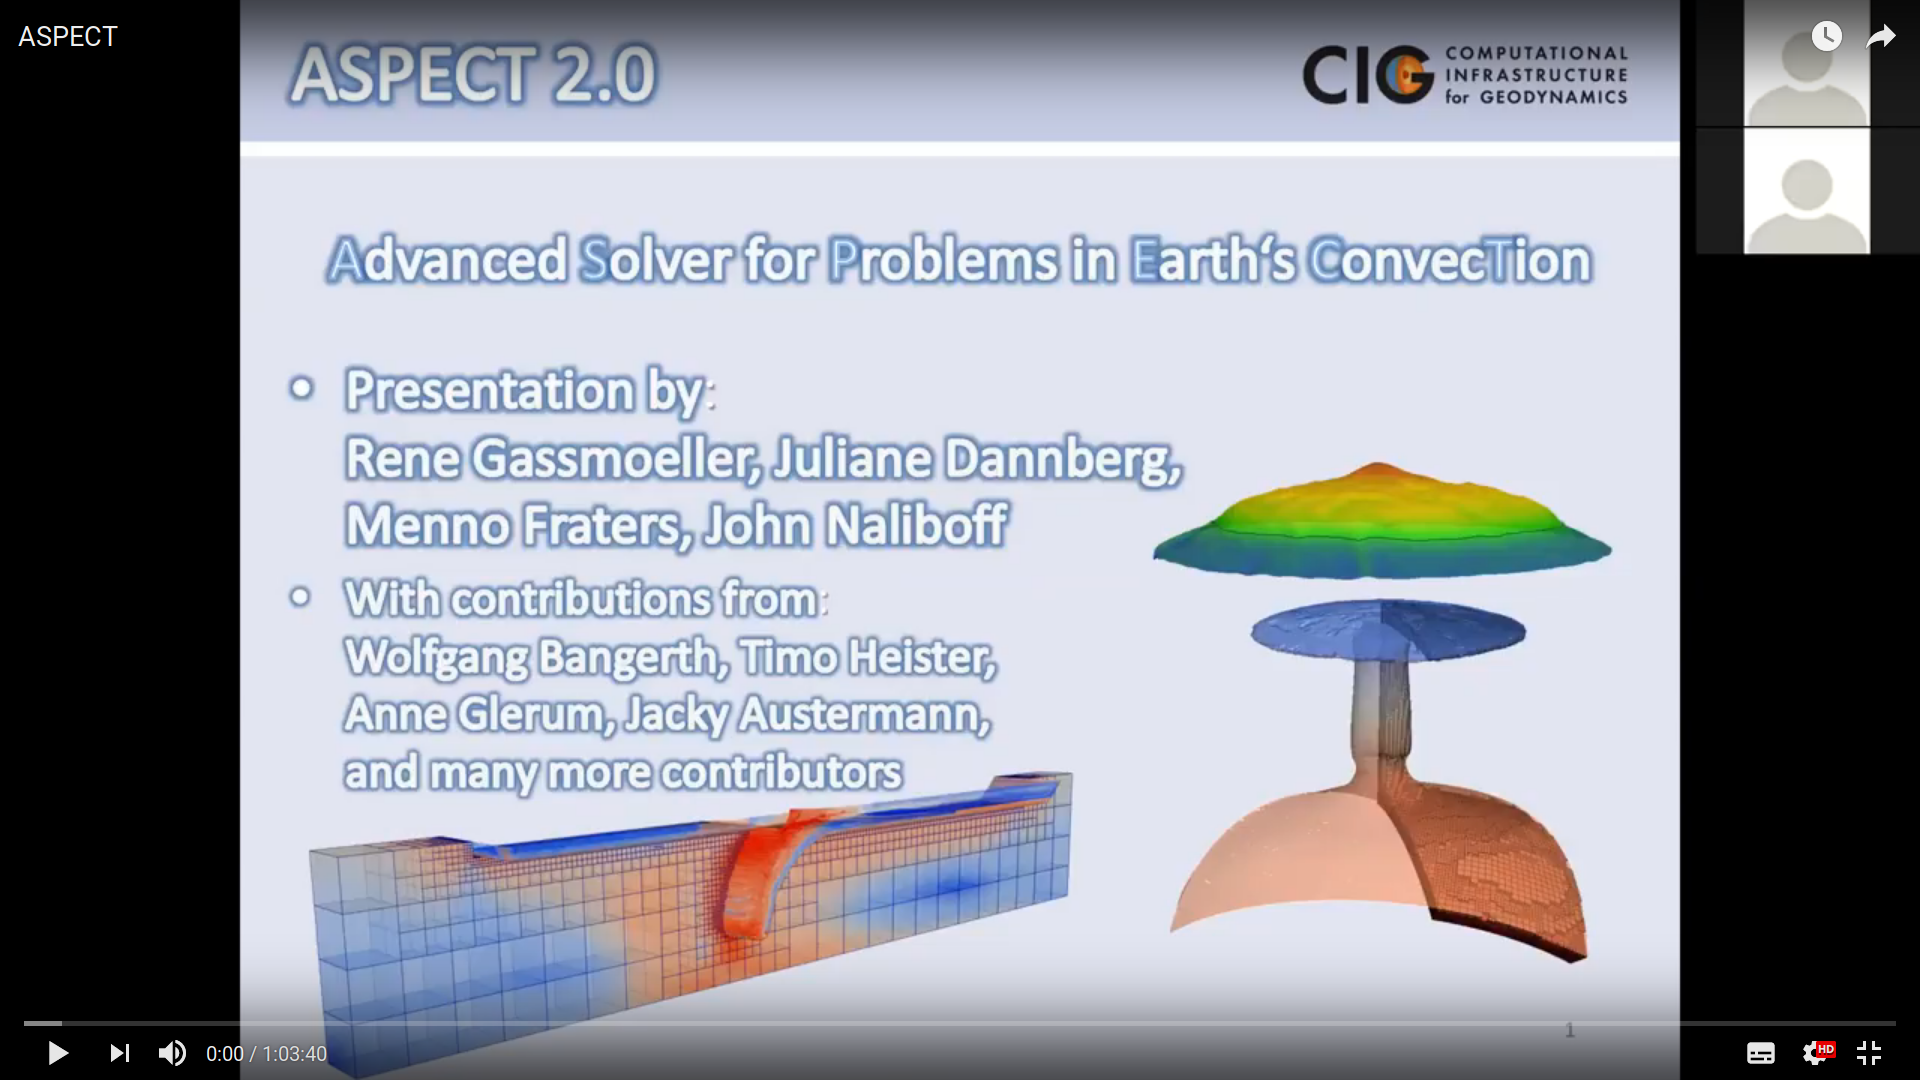 ASPECT
ASPECT 2.0
CIG COMPUTATIONAL
INFRASTRUCTURE
for GEODYNAMICS
Advanced Solver for Problems in Earth‘s ConvecTion
• Presentation by:
Rene Gassmoeller, Juliane Dannberg,
Menno Fraters, John Naliboff
• With contributions from:
Wolfgang Bangerth, Timo Heister,
Anne Glerum, Jacky Austermann,
and many more contributors
1
0:00 / 1:03:40
HD